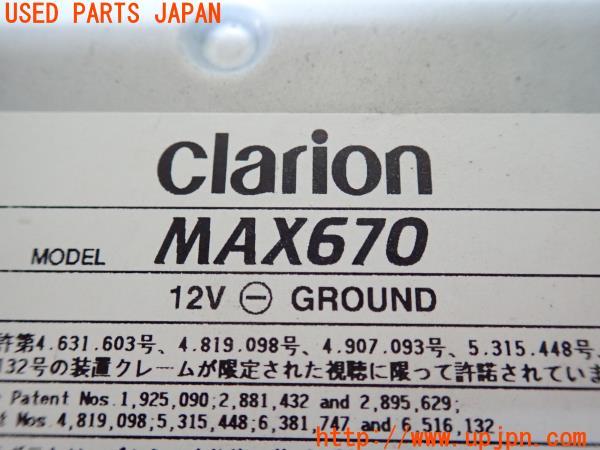 USED PARTS JAPAN
clarion
MODEL MAX670
12V ⊖ GROUND
許第4.631.603号、4.819.098号、4.907.093号、5.315.448号、
132号の装置クレームが限定された視聴に限って許諾されていま
Patent Nos.1,925,090;2,881,432 and 2,895,629;
Nos.4,819,098;5,315,448;6,381,747 and 6,516,132
http://www.upjpn.com